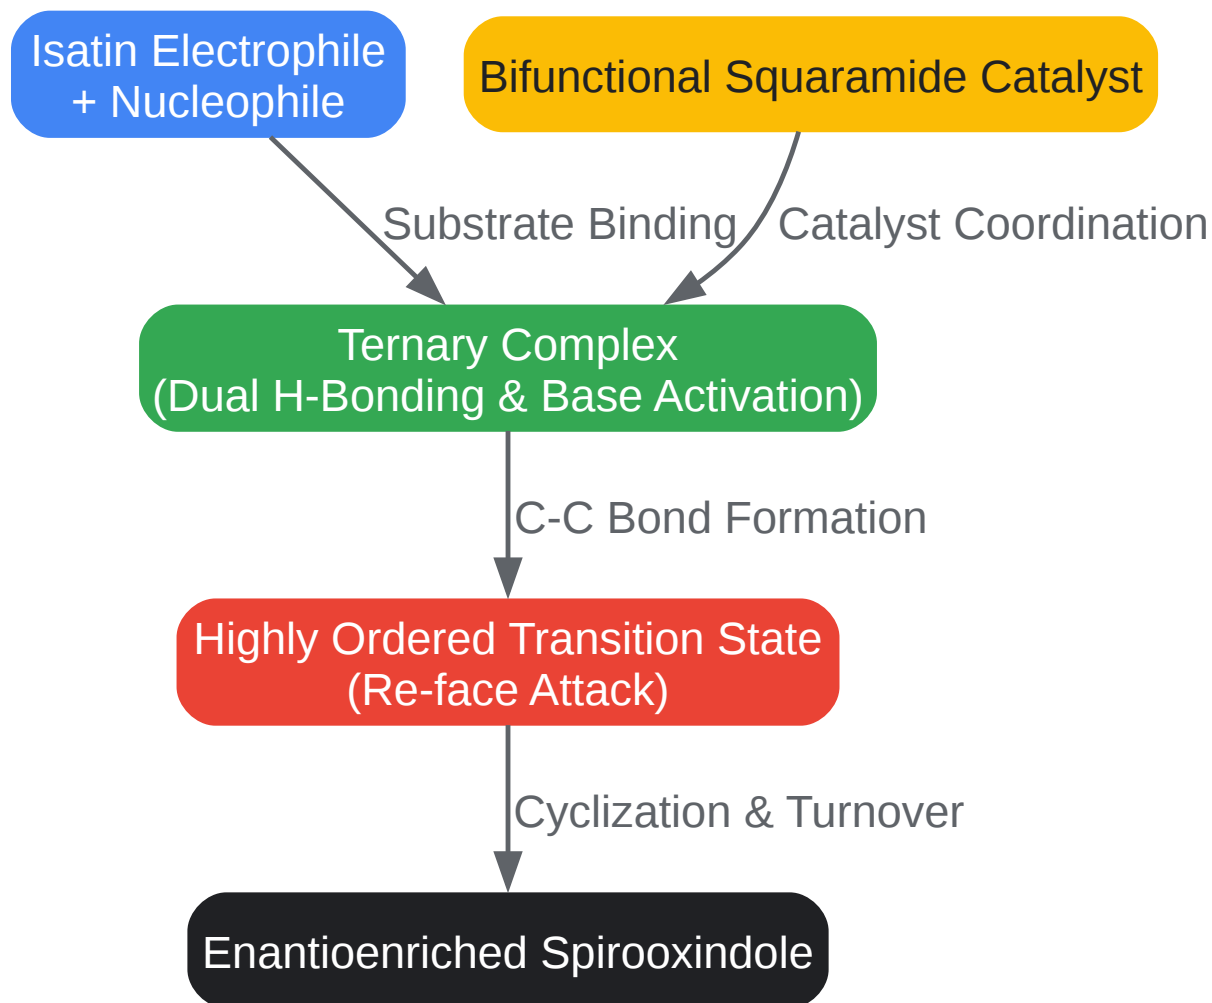 Isatin Electrophile
+ Nucleophile
Bifunctional Squaramide Catalyst
Substrate Binding
Catalyst Coordination
Ternary Complex
(Dual H-Bonding & Base Activation)
C-C Bond Formation
Highly Ordered Transition State
(Re-face Attack)
Cyclization & Turnover
Enantioenriched Spirooxindole